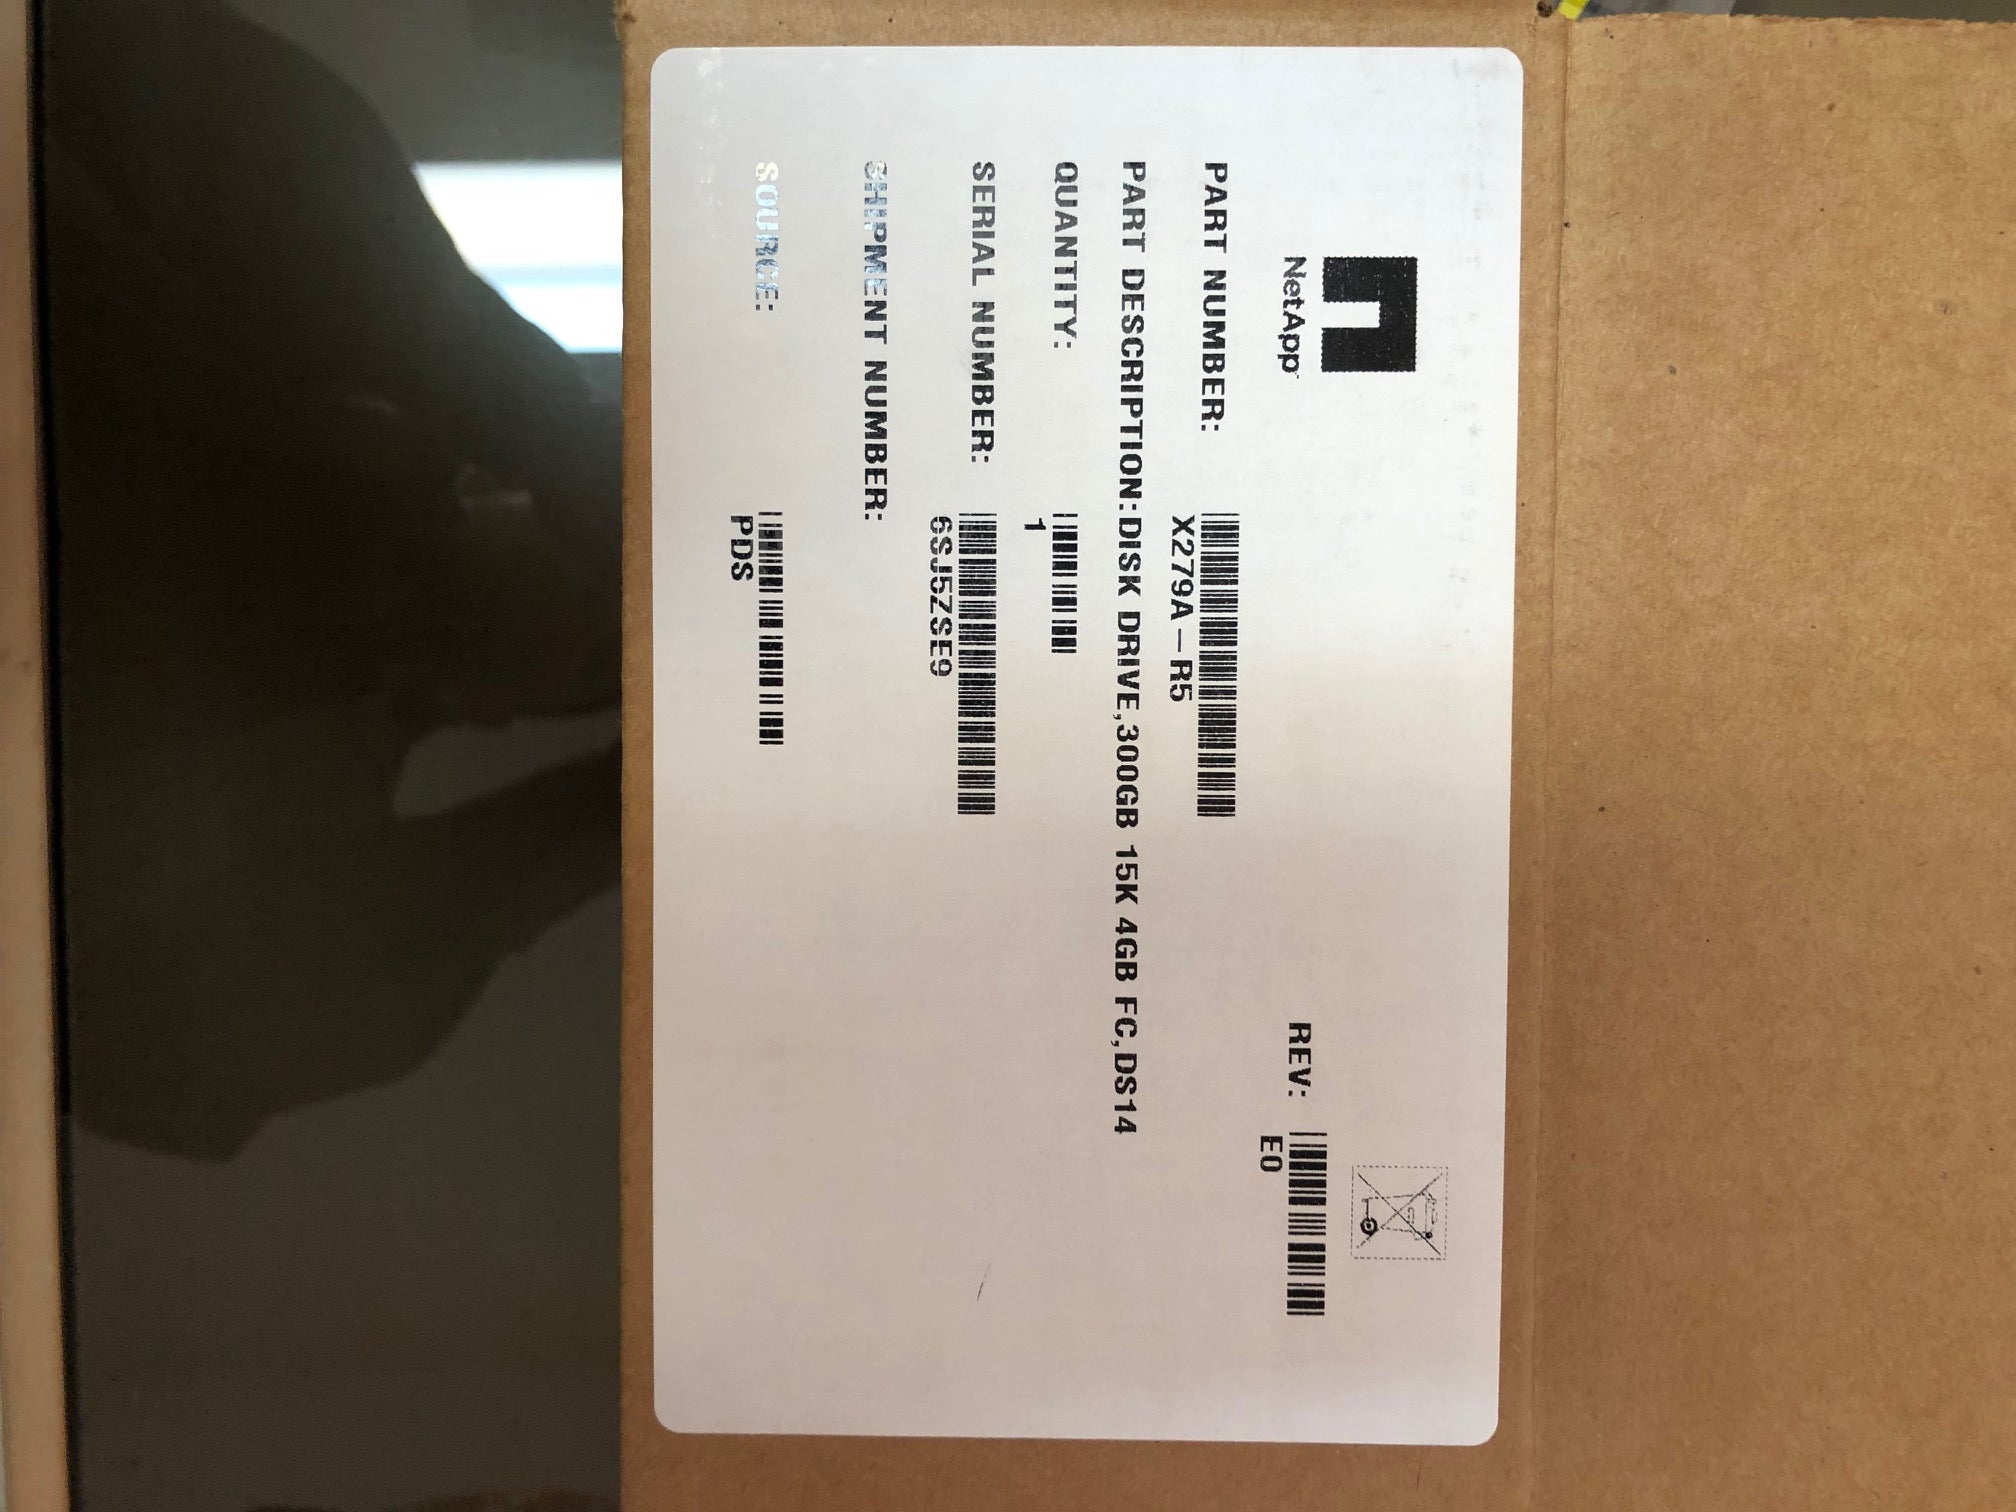 NetApp
REV: E0
PART NUMBER: X279A-R5
PART DESCRIPTION:DISK DRIVE,300GB 15K 4GB FC,DS14
QUANTITY: 1
SERIAL NUMBER: 6SJ5ZSE9
SHIPMENT NUMBER:
SOURCE: PDS